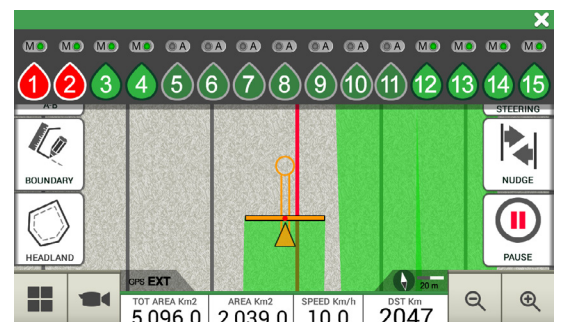 M M M M A A A A A A A M M M M
1 2 3 4 5 6 7 8 9 10 11 12 13 14 15
A-B
STEERING
BOUNDARY
NUDGE
HEADLAND
PAUSE
GPS EXT
20 m
TOT AREA Km2 AREA Km2 SPEED Km/h DST Km
5.096,0 2.039,0 10,0 2047